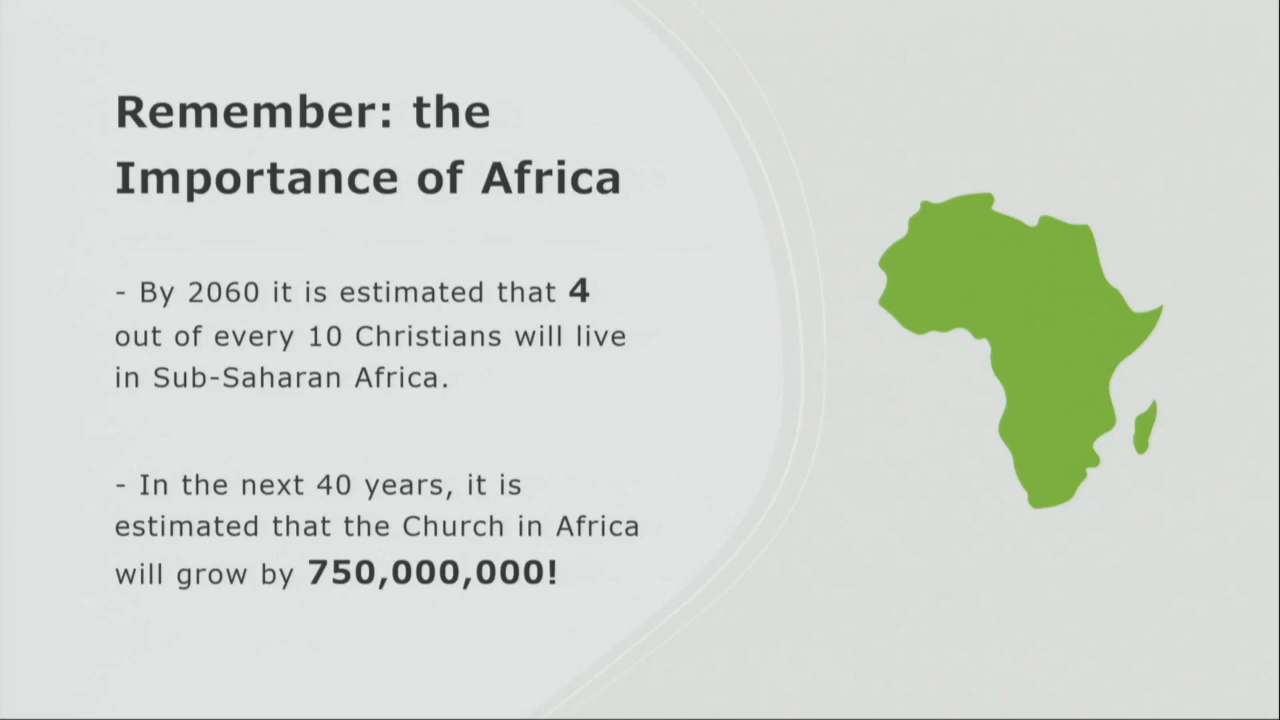 Remember: the
Importance of Africa
- By 2060 it is estimated that 4
out of every 10 Christians will live
in Sub-Saharan Africa.
- In the next 40 years, it is
estimated that the Church in Africa
will grow by 750,000,000!